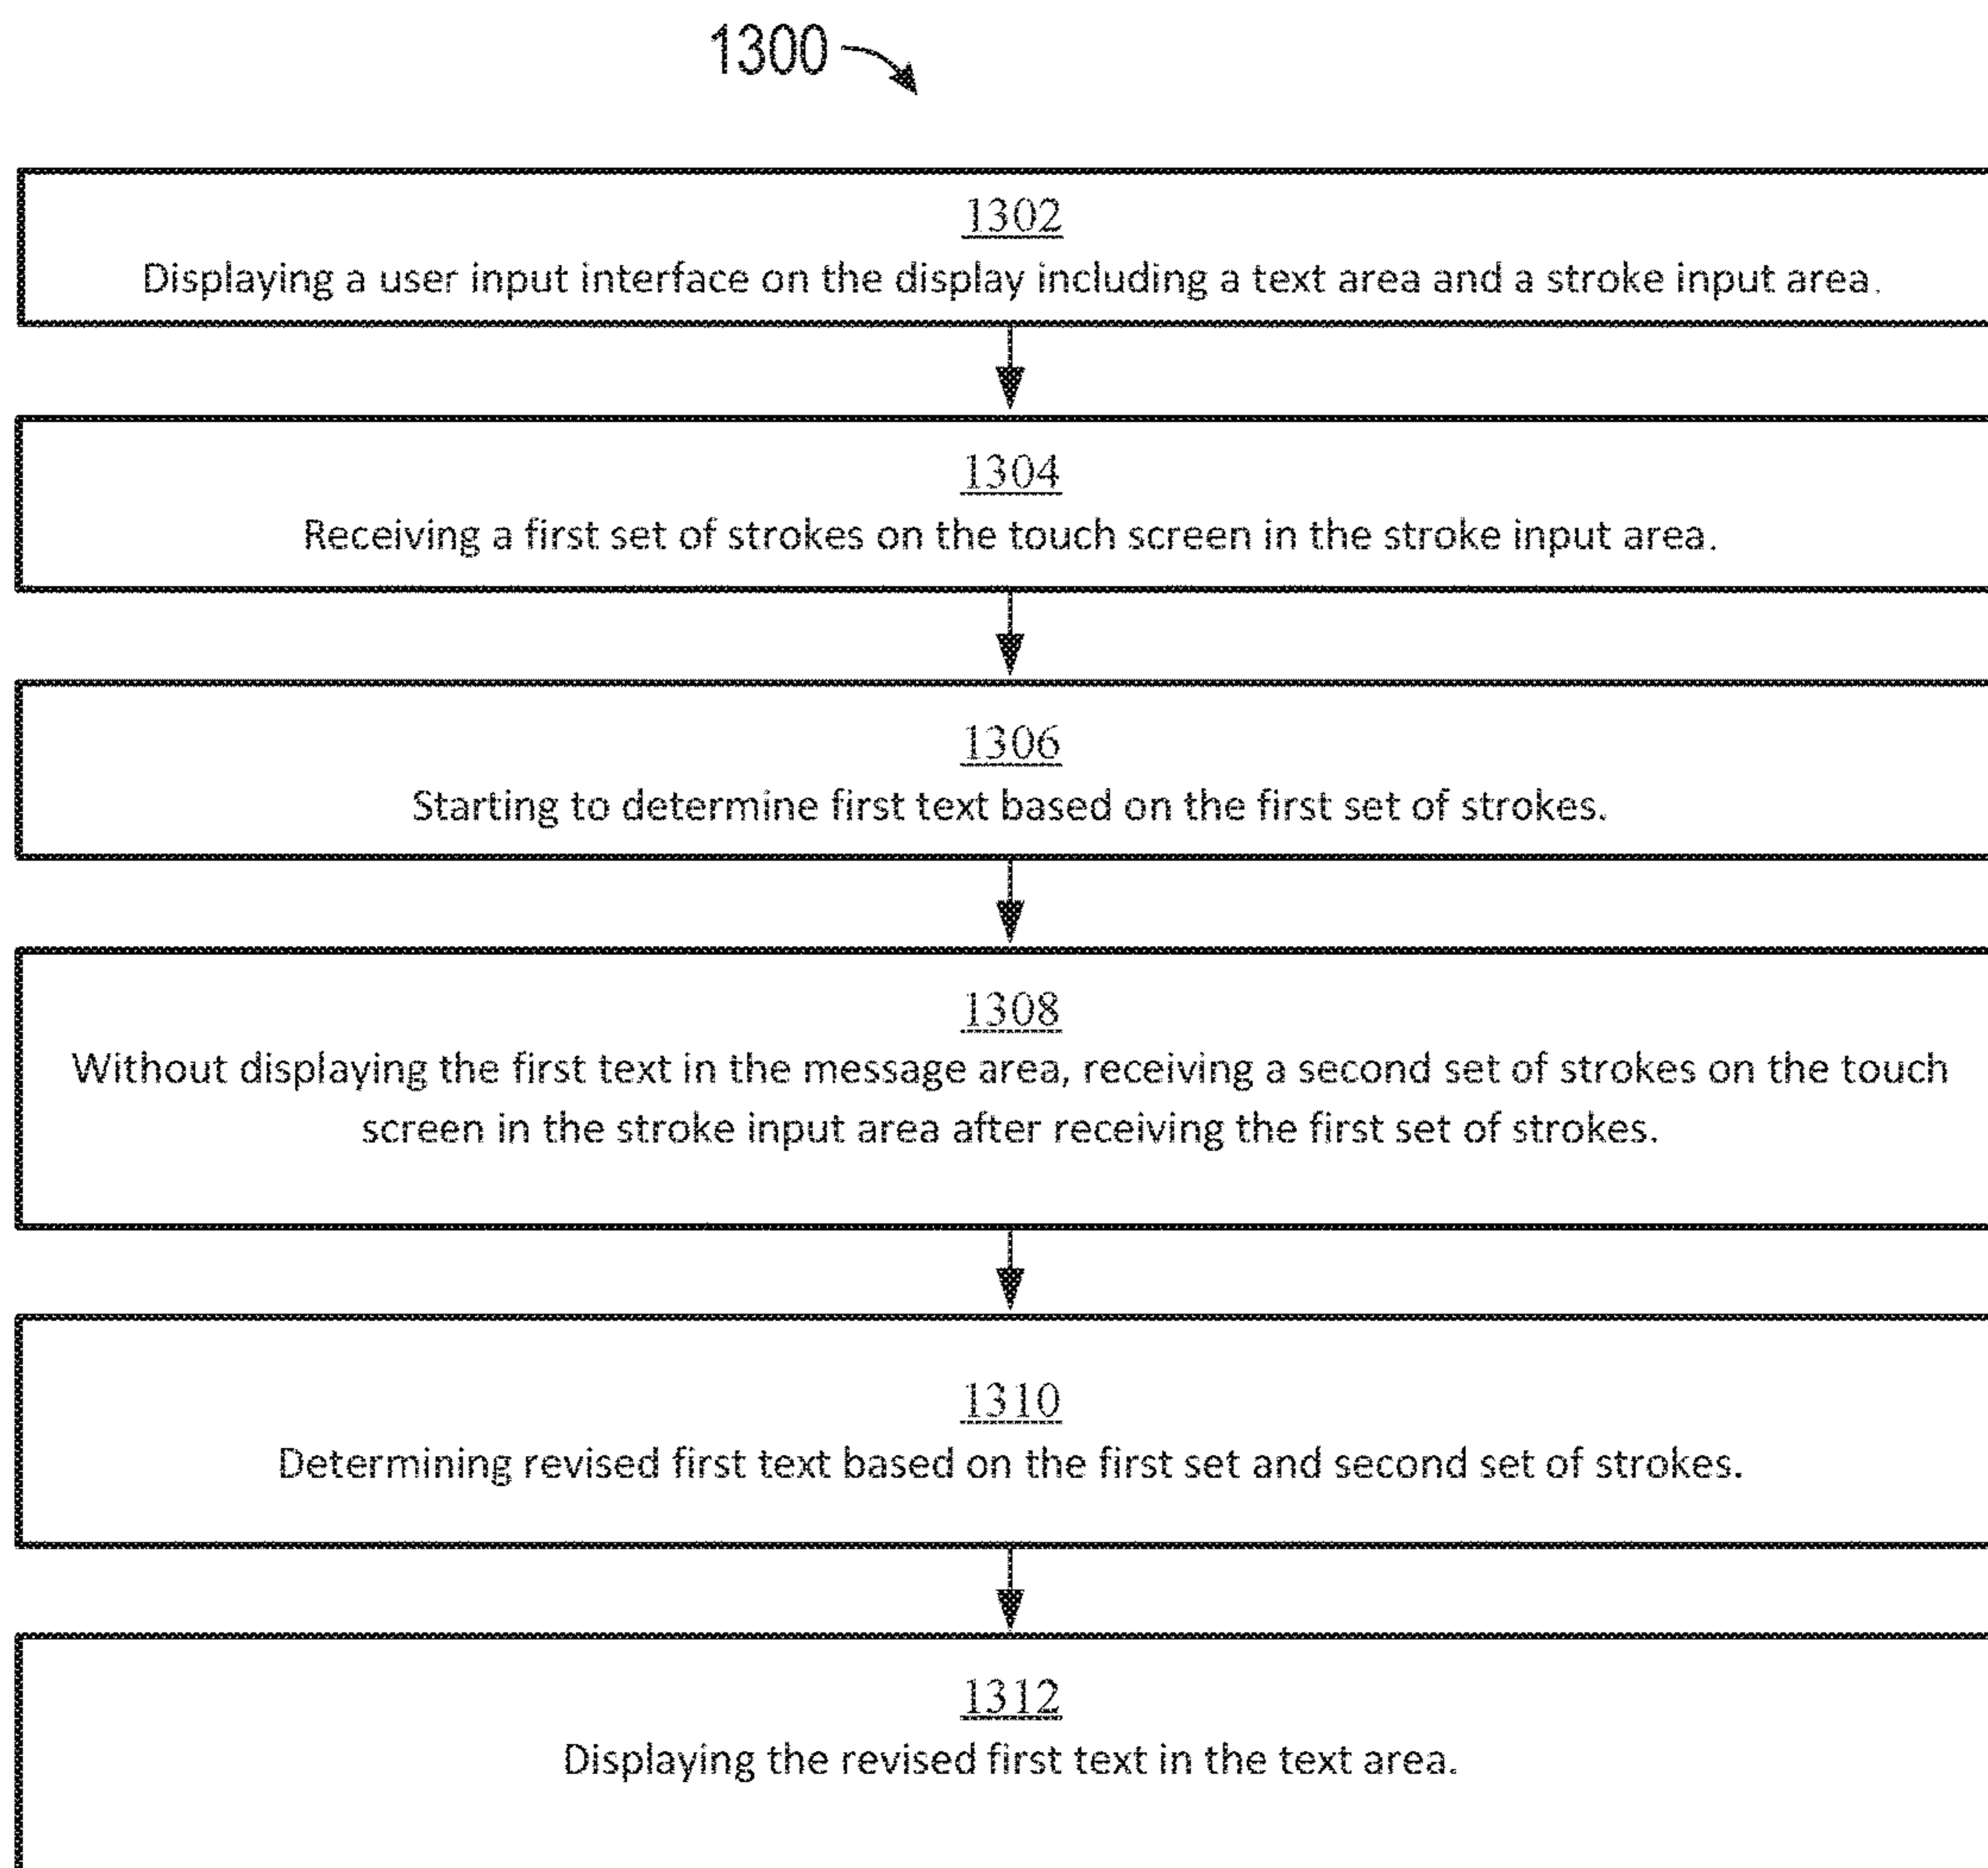 1300
1302
Displaying a user input interface on the display including a text area and a stroke input area.
1304
Receiving a first set of strokes on the touch screen in the stroke input area.
1306
Starting to determine first text based on the first set of strokes.
1308
Without displaying the first text in the message area, receiving a second set of strokes on the touch
screen in the stroke input area after receiving the first set of strokes.
1310
Determining revised first text based on the first set and second set of strokes.
1312
Displaying the revised first text in the text area.